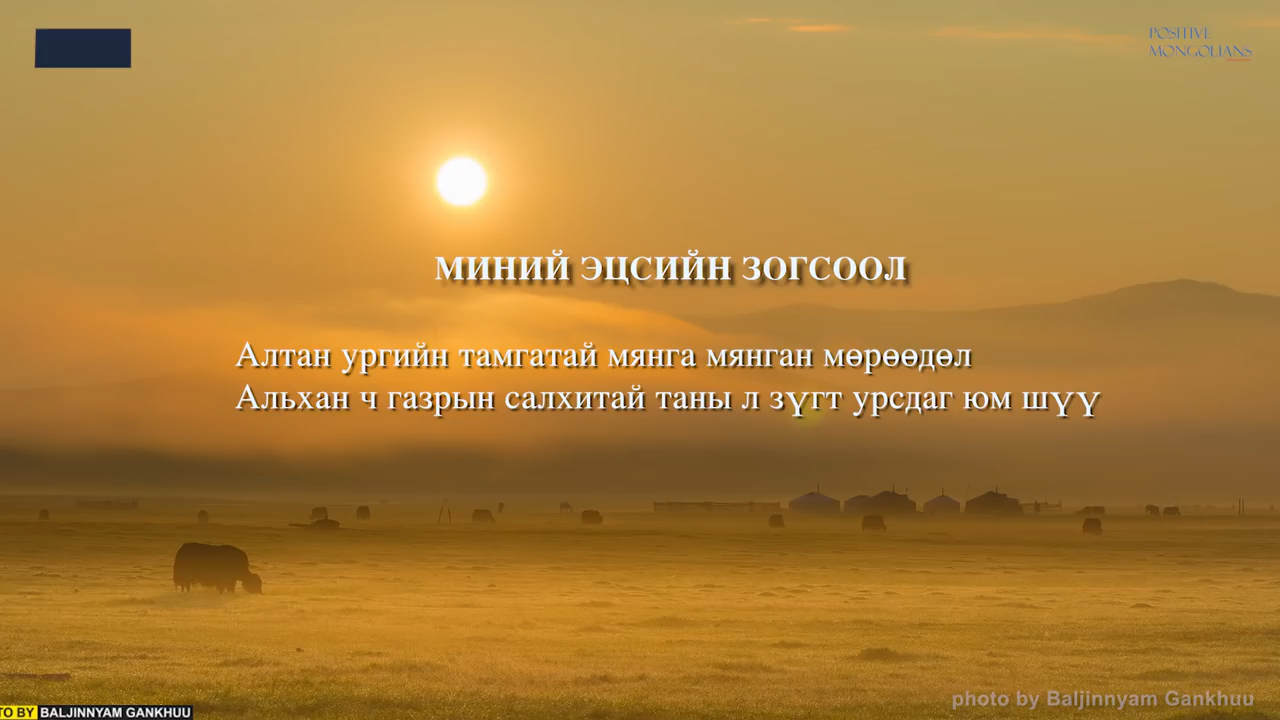 POSITIVE
MONGOLIANS
МИНИЙ ЭЦСИЙН ЗОГСООЛ
Алтан ургийн тамгатай мянга мянган мөрөөдөл
Альхан ч газрын салхитай таны л зүгт урсдаг юм шүү
photo by Baljinnyam Gankhuu
TO BY BALJINNYAM GANKHUU